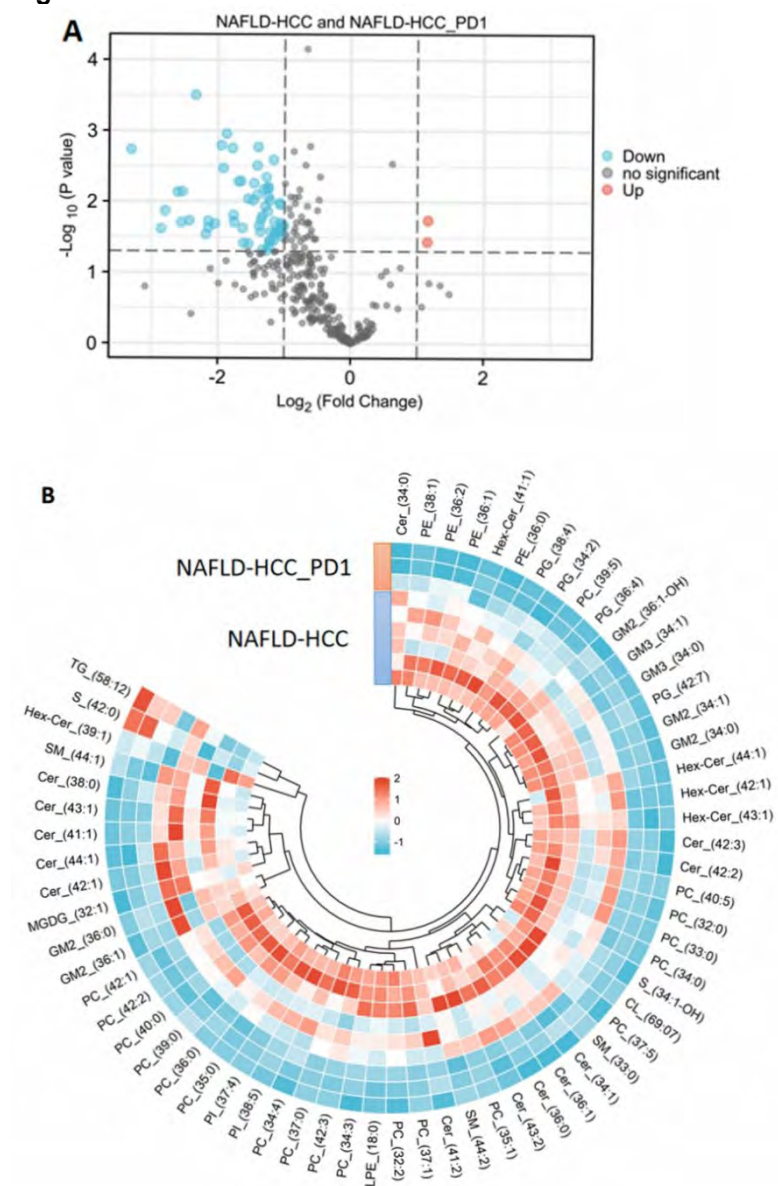 A
NAFLD-HCC and NAFLD-HCC_PD1
4
3
2
1
0
-Log 10 (P value)
-2
0
2
Log2 (Fold Change)
Down
no significant
Up
B
NAFLD-HCC_PD1
NAFLD-HCC
Cer_(34:0)
PE_(38:1)
PE_(36:2)
PE_(36:1)
Hex-Cer_(41:1)
PE_(36:0)
PG_(38:4)
PG_(34:2)
PC_(39:5)
PG_(36:4)
GM2_(36:1-OH)
GM3_(34:1)
GM3_(34:0)
PG_(42:7)
GM2_(34:1)
GM2_(34:0)
Hex-Cer_(44:1)
Hex-Cer_(42:1)
Hex-Cer_(43:1)
Cer_(42:3)
Cer_(42:2)
PC_(40:5)
PC_(32:0)
PC_(33:0)
PC_(34:0)
S_(34:1-OH)
CL_(69:07)
PC_(37:5)
SM_(33:0)
Cer_(34:1)
Cer_(36:1)
Cer_(36:0)
Cer_(43:2)
PC_(35:1)
SM_(44:2)
Cer_(41:2)
PC_(37:1)
PC_(32:2)
LPE_(18:0)
PC_(34:3)
PC_(42:3)
PC_(37:0)
PC_(34:4)
PI_(38:5)
PI_(37:4)
PC_(35:0)
PC_(36:0)
PC_(39:0)
PC_(40:0)
PC_(42:2)
PC_(42:1)
GM2_(36:1)
GM2_(36:0)
MGDG_(32:1)
Cer_(42:1)
Cer_(44:1)
Cer_(41:1)
Cer_(43:1)
Cer_(38:0)
SM_(44:1)
Hex-Cer_(39:1)
S_(42:0)
TG_(58:12)
2
1
0
-1